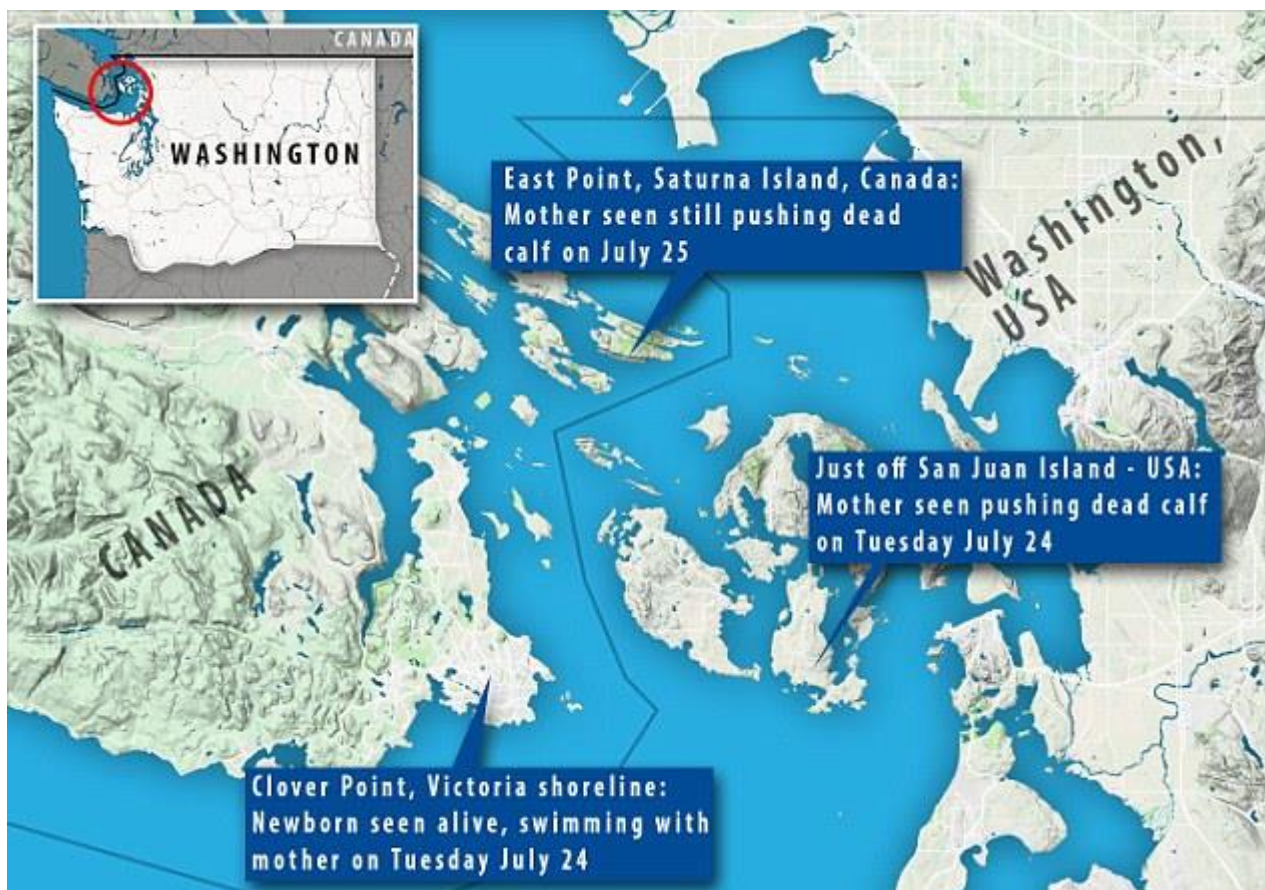 CANADA
WASHINGTON
East Point, Saturna Island, Canada:
Mother seen still pushing dead
calf on July 25
Washington,
USA
Just off San Juan Island - USA:
Mother seen pushing dead calf
on Tuesday July 24
CANADA
Clover Point, Victoria shoreline:
Newborn seen alive, swimming with
mother on Tuesday July 24